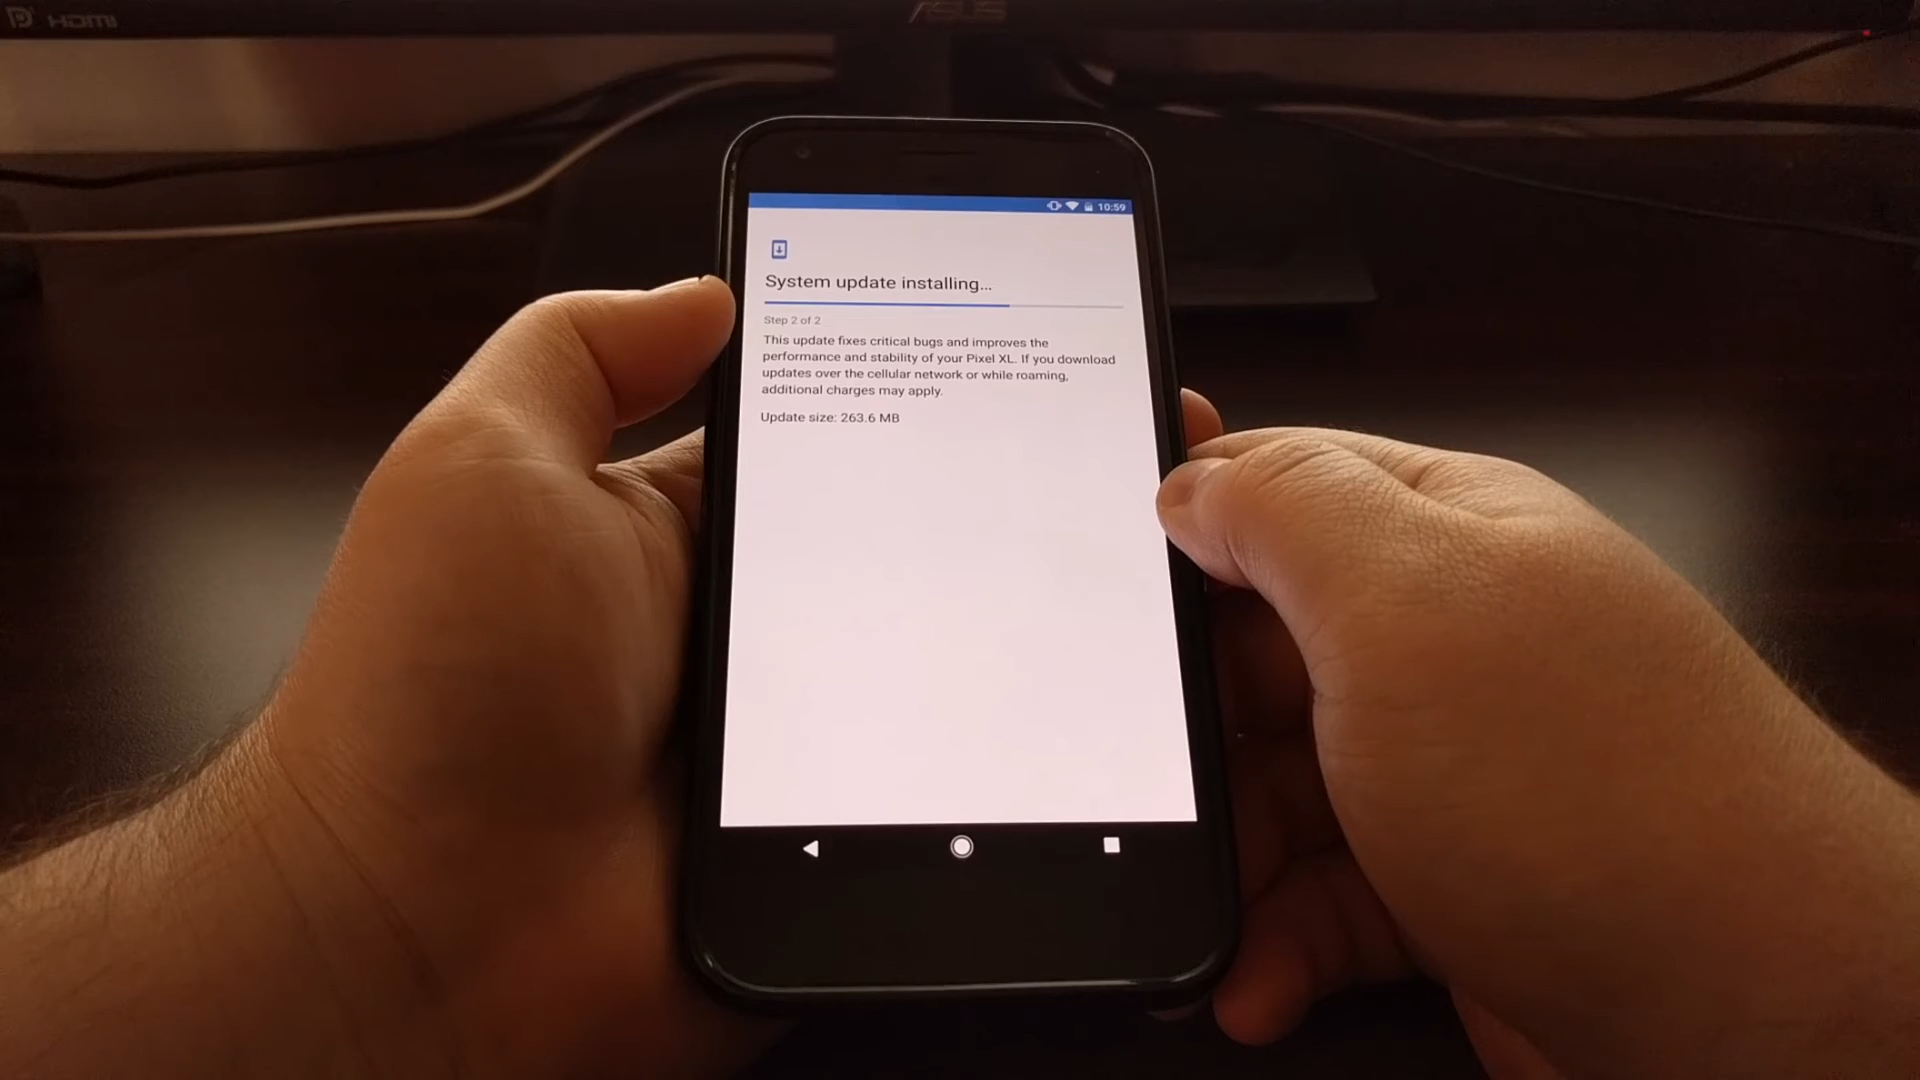 HDMI
ASUS
10:59
System update installing...
Step 2 of 2
This update fixes critical bugs and improves the
performance and stability of your Pixel XL. If you download
updates over the cellular network or while roaming,
additional charges may apply.
Update size: 263.6 MB